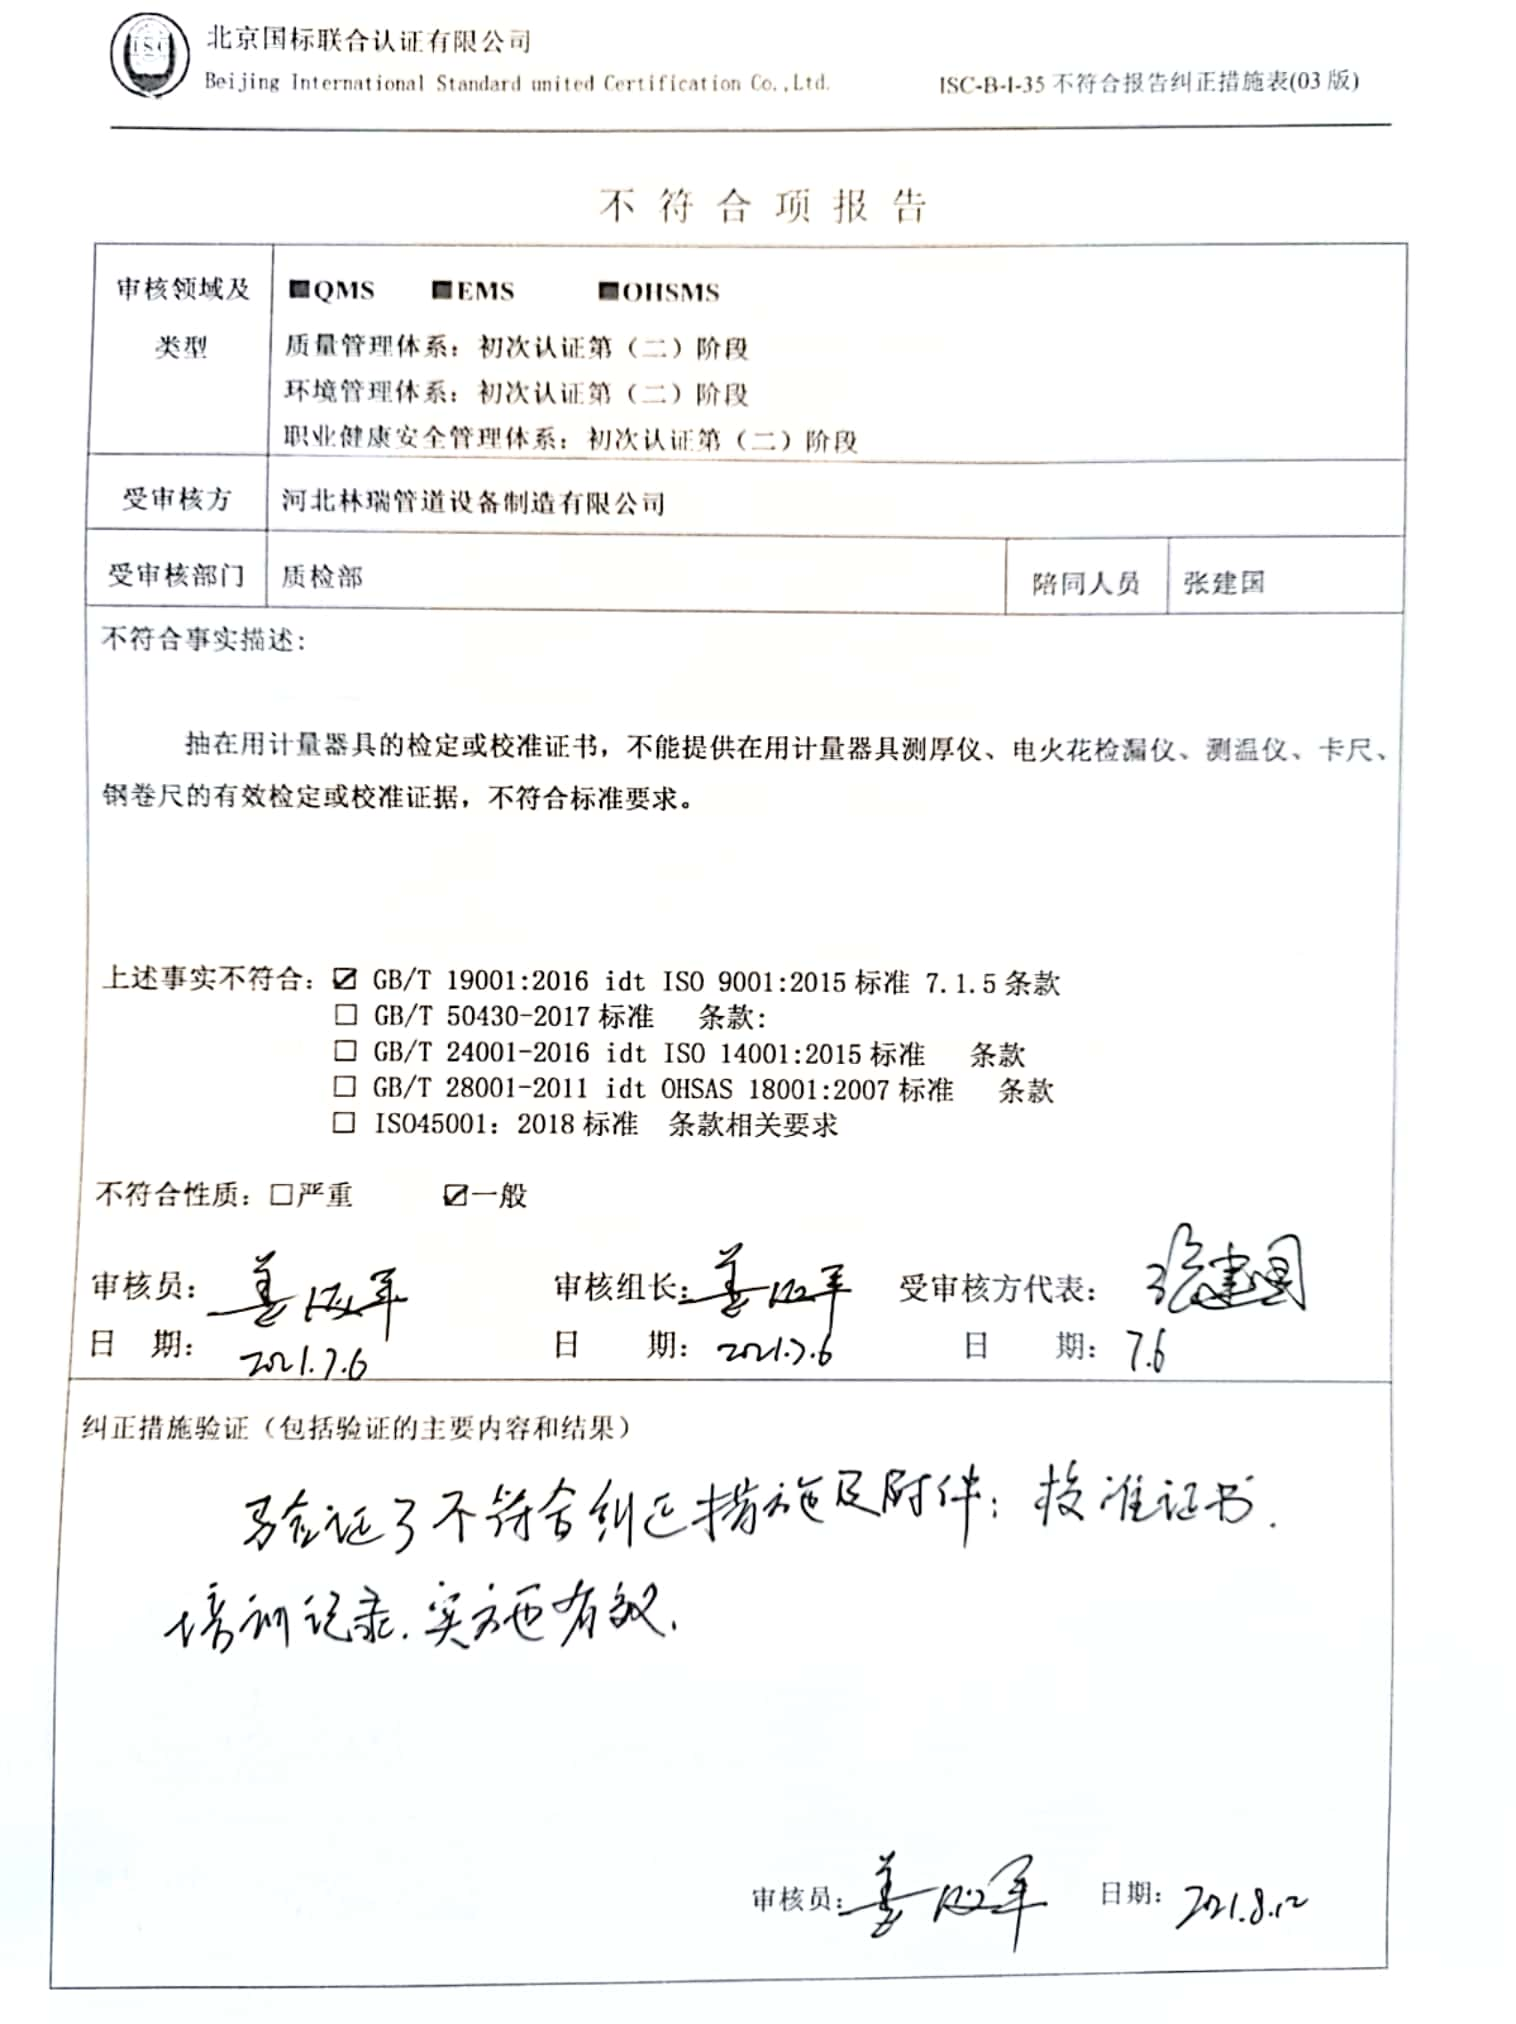 ISC
北京国标联合认证有限公司
Beijing International Standard united Certification Co.,Ltd.
ISC-B-I-35 不符合报告纠正措施表(03 版)
不符合项报告
审核领域及
类型
■QMS ■EMS ■OHSMS
质量管理体系：初次认证第（二）阶段
环境管理体系：初次认证第（二）阶段
职业健康安全管理体系：初次认证第（二）阶段
受审核方 河北林瑞管道设备制造有限公司
受审核部门 质检部 陪同人员 张建国
不符合事实描述：
抽在用计量器具的检定或校准证书，不能提供在用计量器具测厚仪、电火花检漏仪、测温仪、卡尺、
钢卷尺的有效检定或校准证据，不符合标准要求。
上述事实不符合：☑ GB/T 19001:2016 idt ISO 9001:2015 标准 7.1.5 条款
□ GB/T 50430-2017 标准 条款：
□ GB/T 24001-2016 idt ISO 14001:2015 标准 条款
□ GB/T 28001-2011 idt OHSAS 18001:2007 标准 条款
□ ISO45001：2018 标准 条款相关要求
不符合性质：□严重 ☑一般
审核员： 审核组长： 受审核方代表： 张建国
日 期： 2021.7.6 日 期： 2021.7.6 日 期： 7.6
纠正措施验证（包括验证的主要内容和结果）
验证了不符合纠正措施及附件：校准证书.
培训记录.实施有效.
审核员： 日期： 2021.8.12